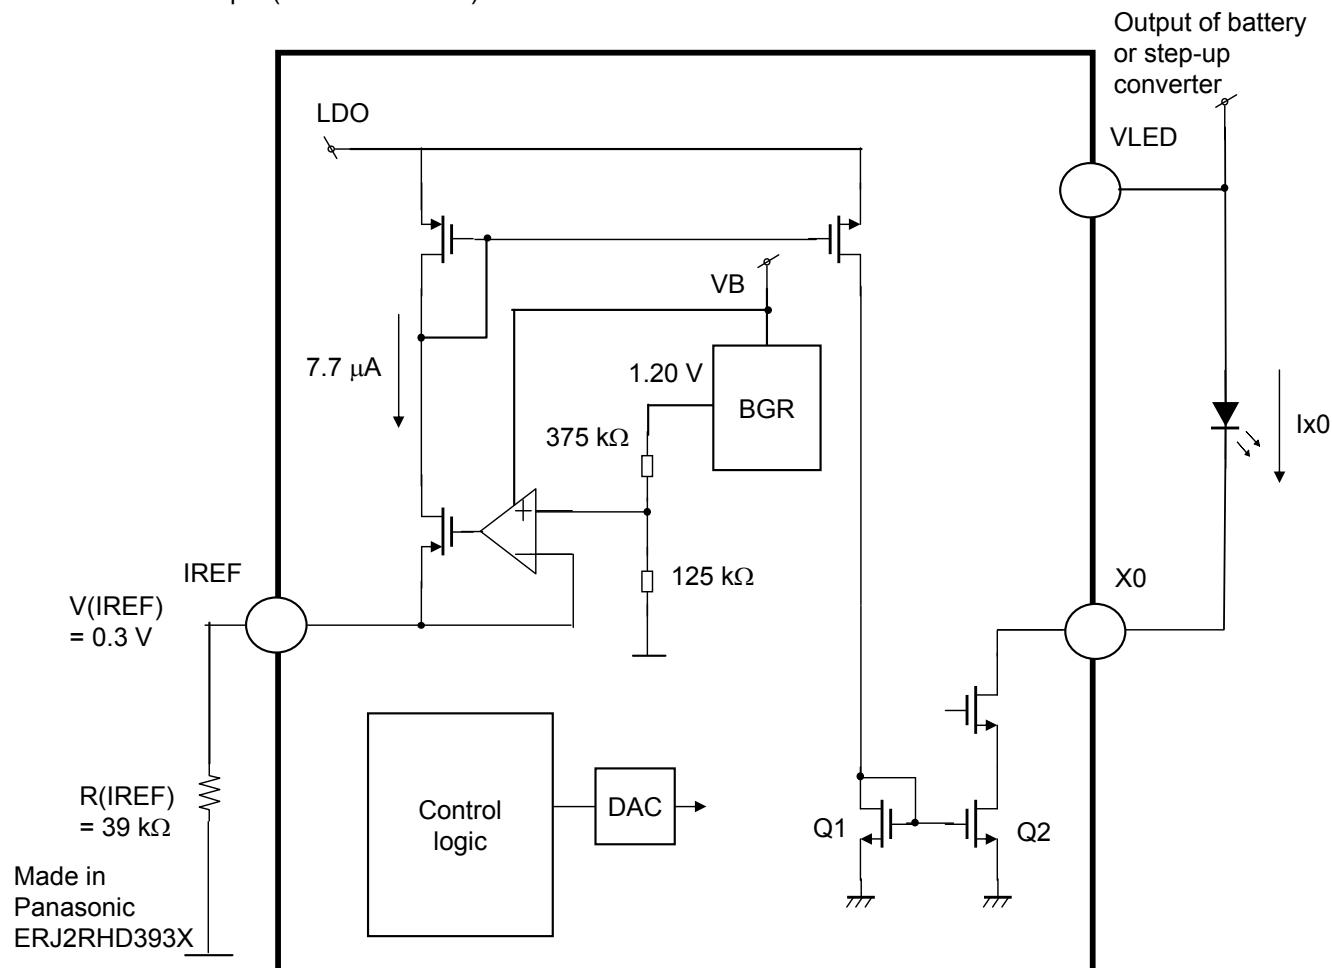 Output of battery
or step-up
converter
LDO
VLED
VB
7.7 μA
1.20 V
BGR
375 kΩ
Ix0
+
125 kΩ
IREF
X0
V(IREF)
= 0.3 V
R(IREF)
= 39 kΩ
Control
logic
DAC
Q1
Q2
Made in
Panasonic
ERJ2RHD393X